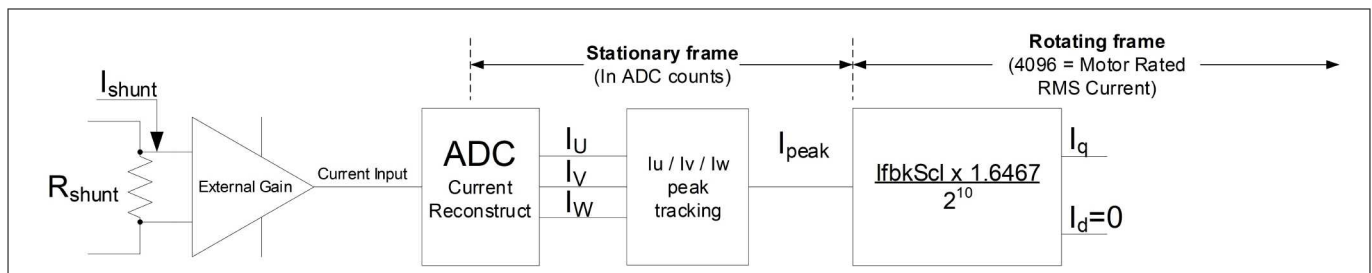 Stationary frame
(In ADC counts)
Rotating frame
(4096 = Motor Rated
RMS Current)
Ishunt
Rshunt
External Gain
Current Input
ADC
Current
Reconstruct
IU
IV
IW
Iu / Iv / Iw
peak
tracking
Ipeak
IfbkScl x 1.6467
2^10
Iq
Id=0